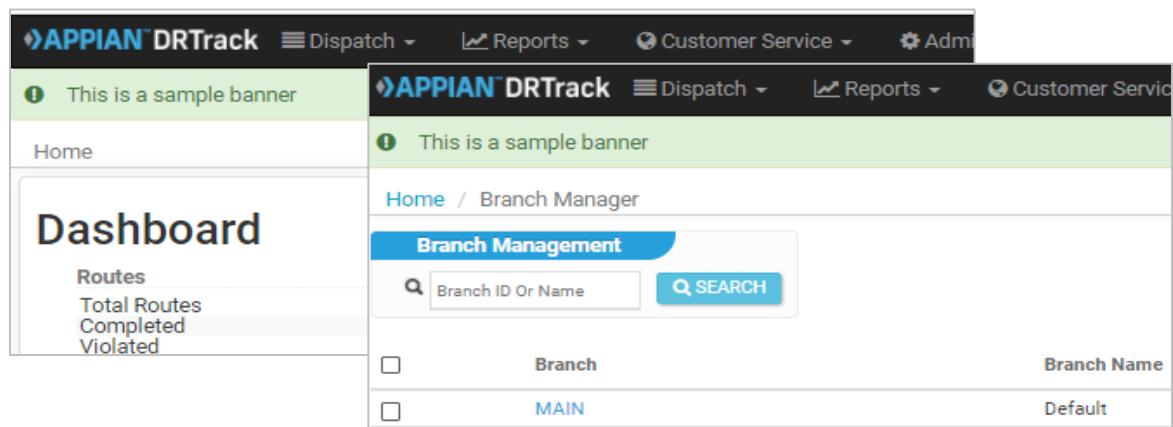 APPIAN™ DRTrack Dispatch Reports Customer Service Admi
This is a sample banner
Home
Dashboard
Routes
Total Routes
Completed
Violated
APPIAN™ DRTrack Dispatch Reports Customer Servic
This is a sample banner
Home / Branch Manager
Branch Management
Branch ID Or Name SEARCH
Branch Branch Name
MAIN Default